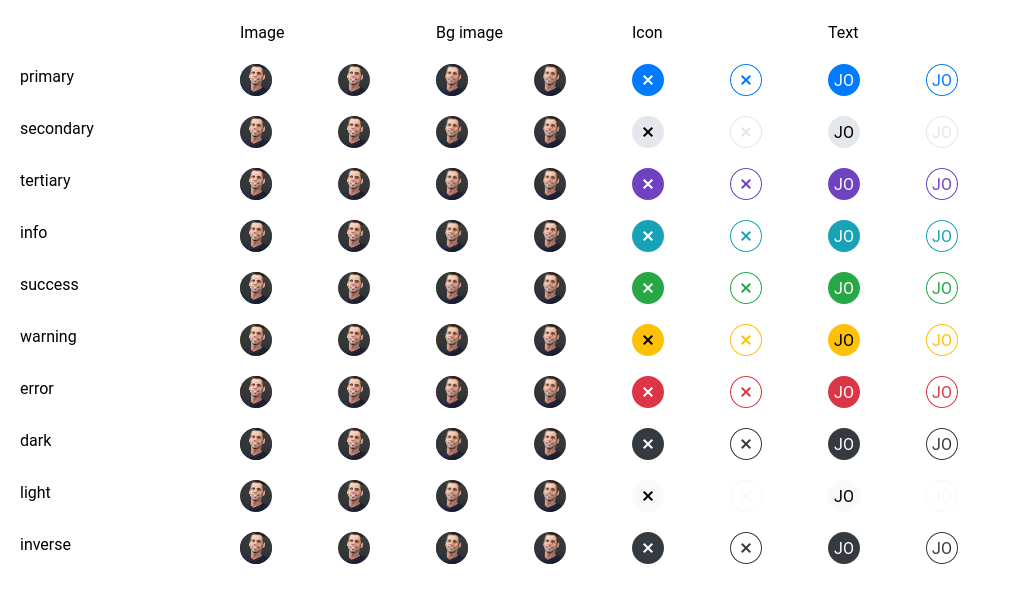 Image Bg image Icon Text
primary JO JO
secondary JO JO
tertiary JO JO
info JO JO
success JO JO
warning JO JO
error JO JO
dark JO JO
light JO JO
inverse JO JO